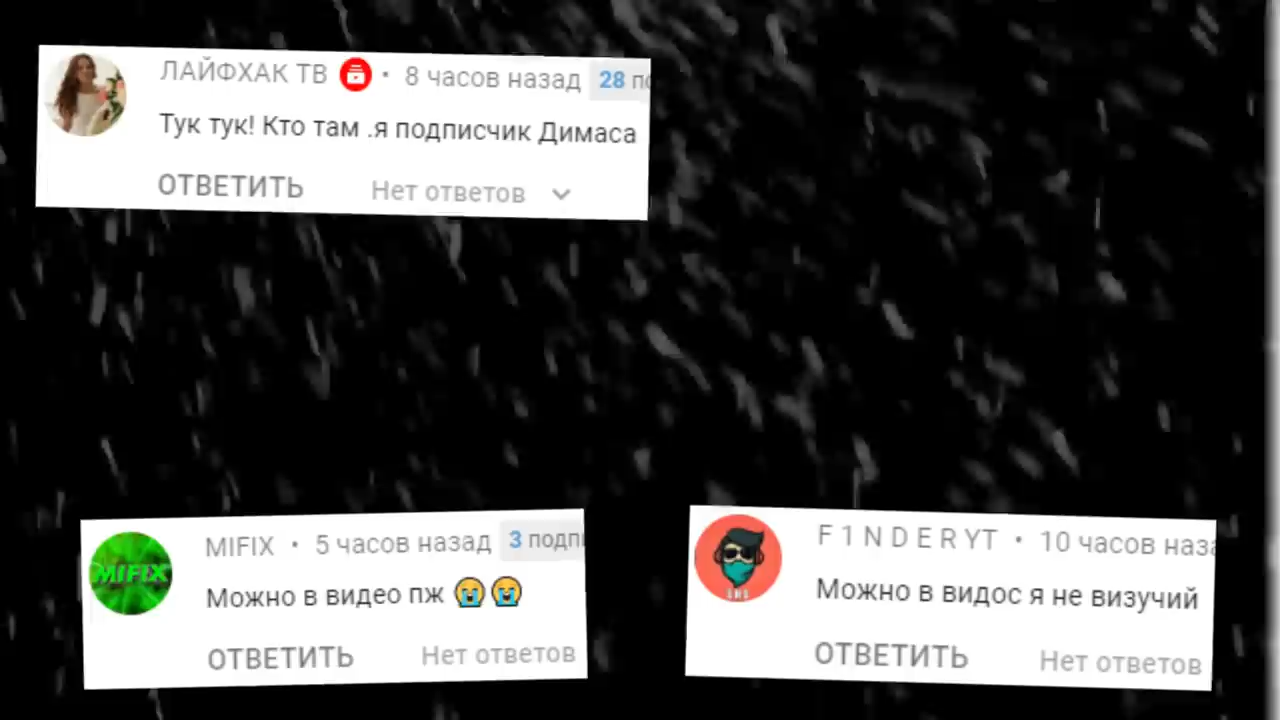 ЛАЙФХАК ТВ • 8 часов назад 28
Тук тук! Кто там .я подписчик Димаса
ОТВЕТИТЬ Нет ответов
MIFIX
MIFIX • 5 часов назад 3
Можно в видео пж 😭😭
ОТВЕТИТЬ Нет ответов
F 1 N D E R YT • 10 часов
Можно в видос я не визучий
ОТВЕТИТЬ Нет ответов